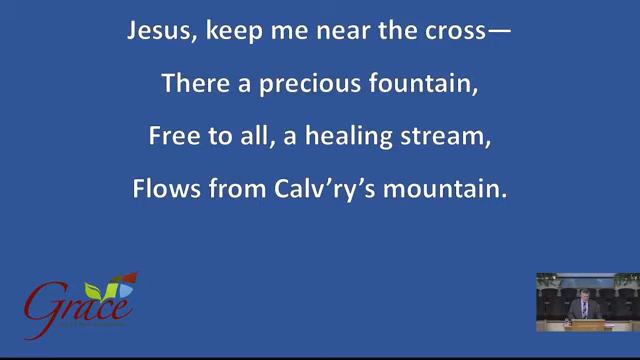 Jesus, keep me near the cross—
There a precious fountain,
Free to all, a healing stream,
Flows from Calv’ry’s mountain.
Grace